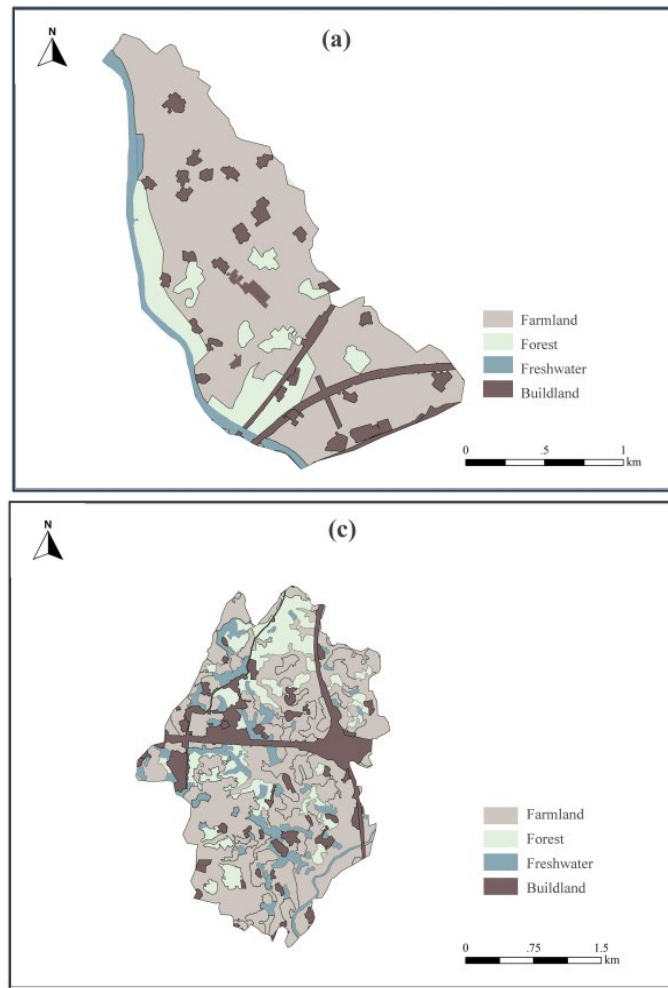 N
(a)
Farmland
Forest
Freshwater
Buildland
0 .5 1
km
N
(c)
Farmland
Forest
Freshwater
Buildland
0 .75 1.5
km